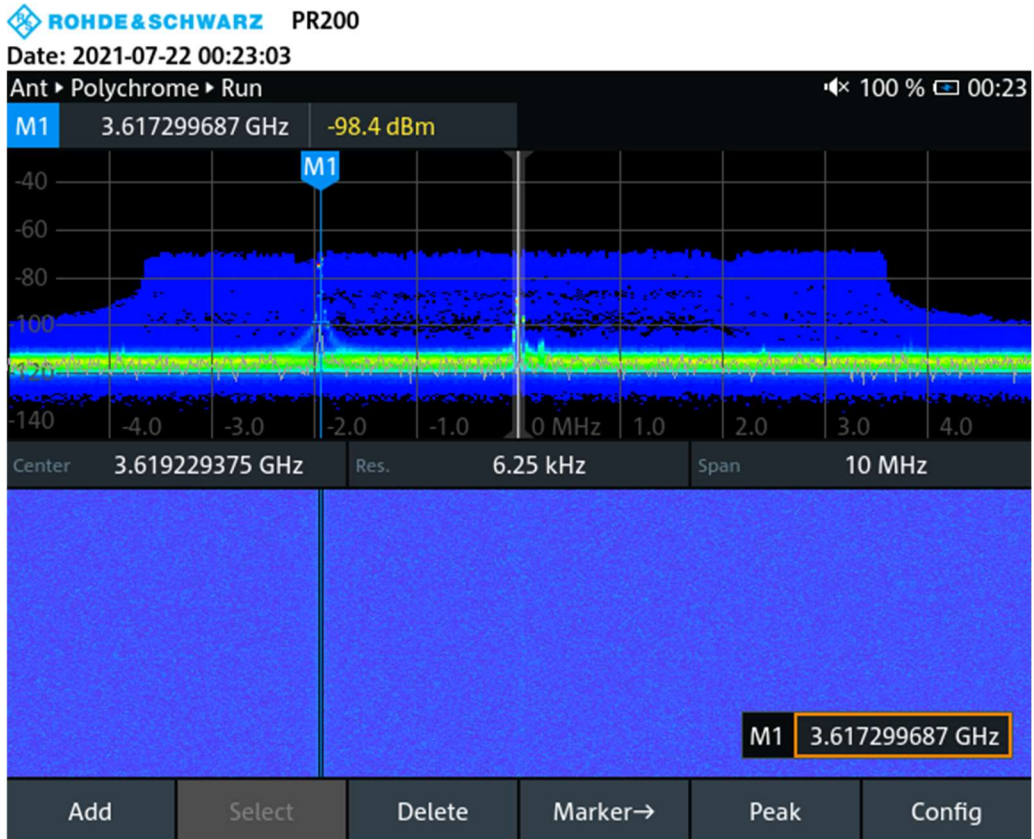 ROHDE & SCHWARZ PR200
Date: 2021-07-22 00:23:03
Ant ▸ Polychrome ▸ Run 100 % 00:23
M1 3.617299687 GHz -98.4 dBm
M1
-40
-60
-80
-100
-120
-140 -4.0 -3.0 -2.0 -1.0 0 MHz 1.0 2.0 3.0 4.0
Center 3.619229375 GHz Res. 6.25 kHz Span 10 MHz
M1 3.617299687 GHz
Add Select Delete Marker→ Peak Config